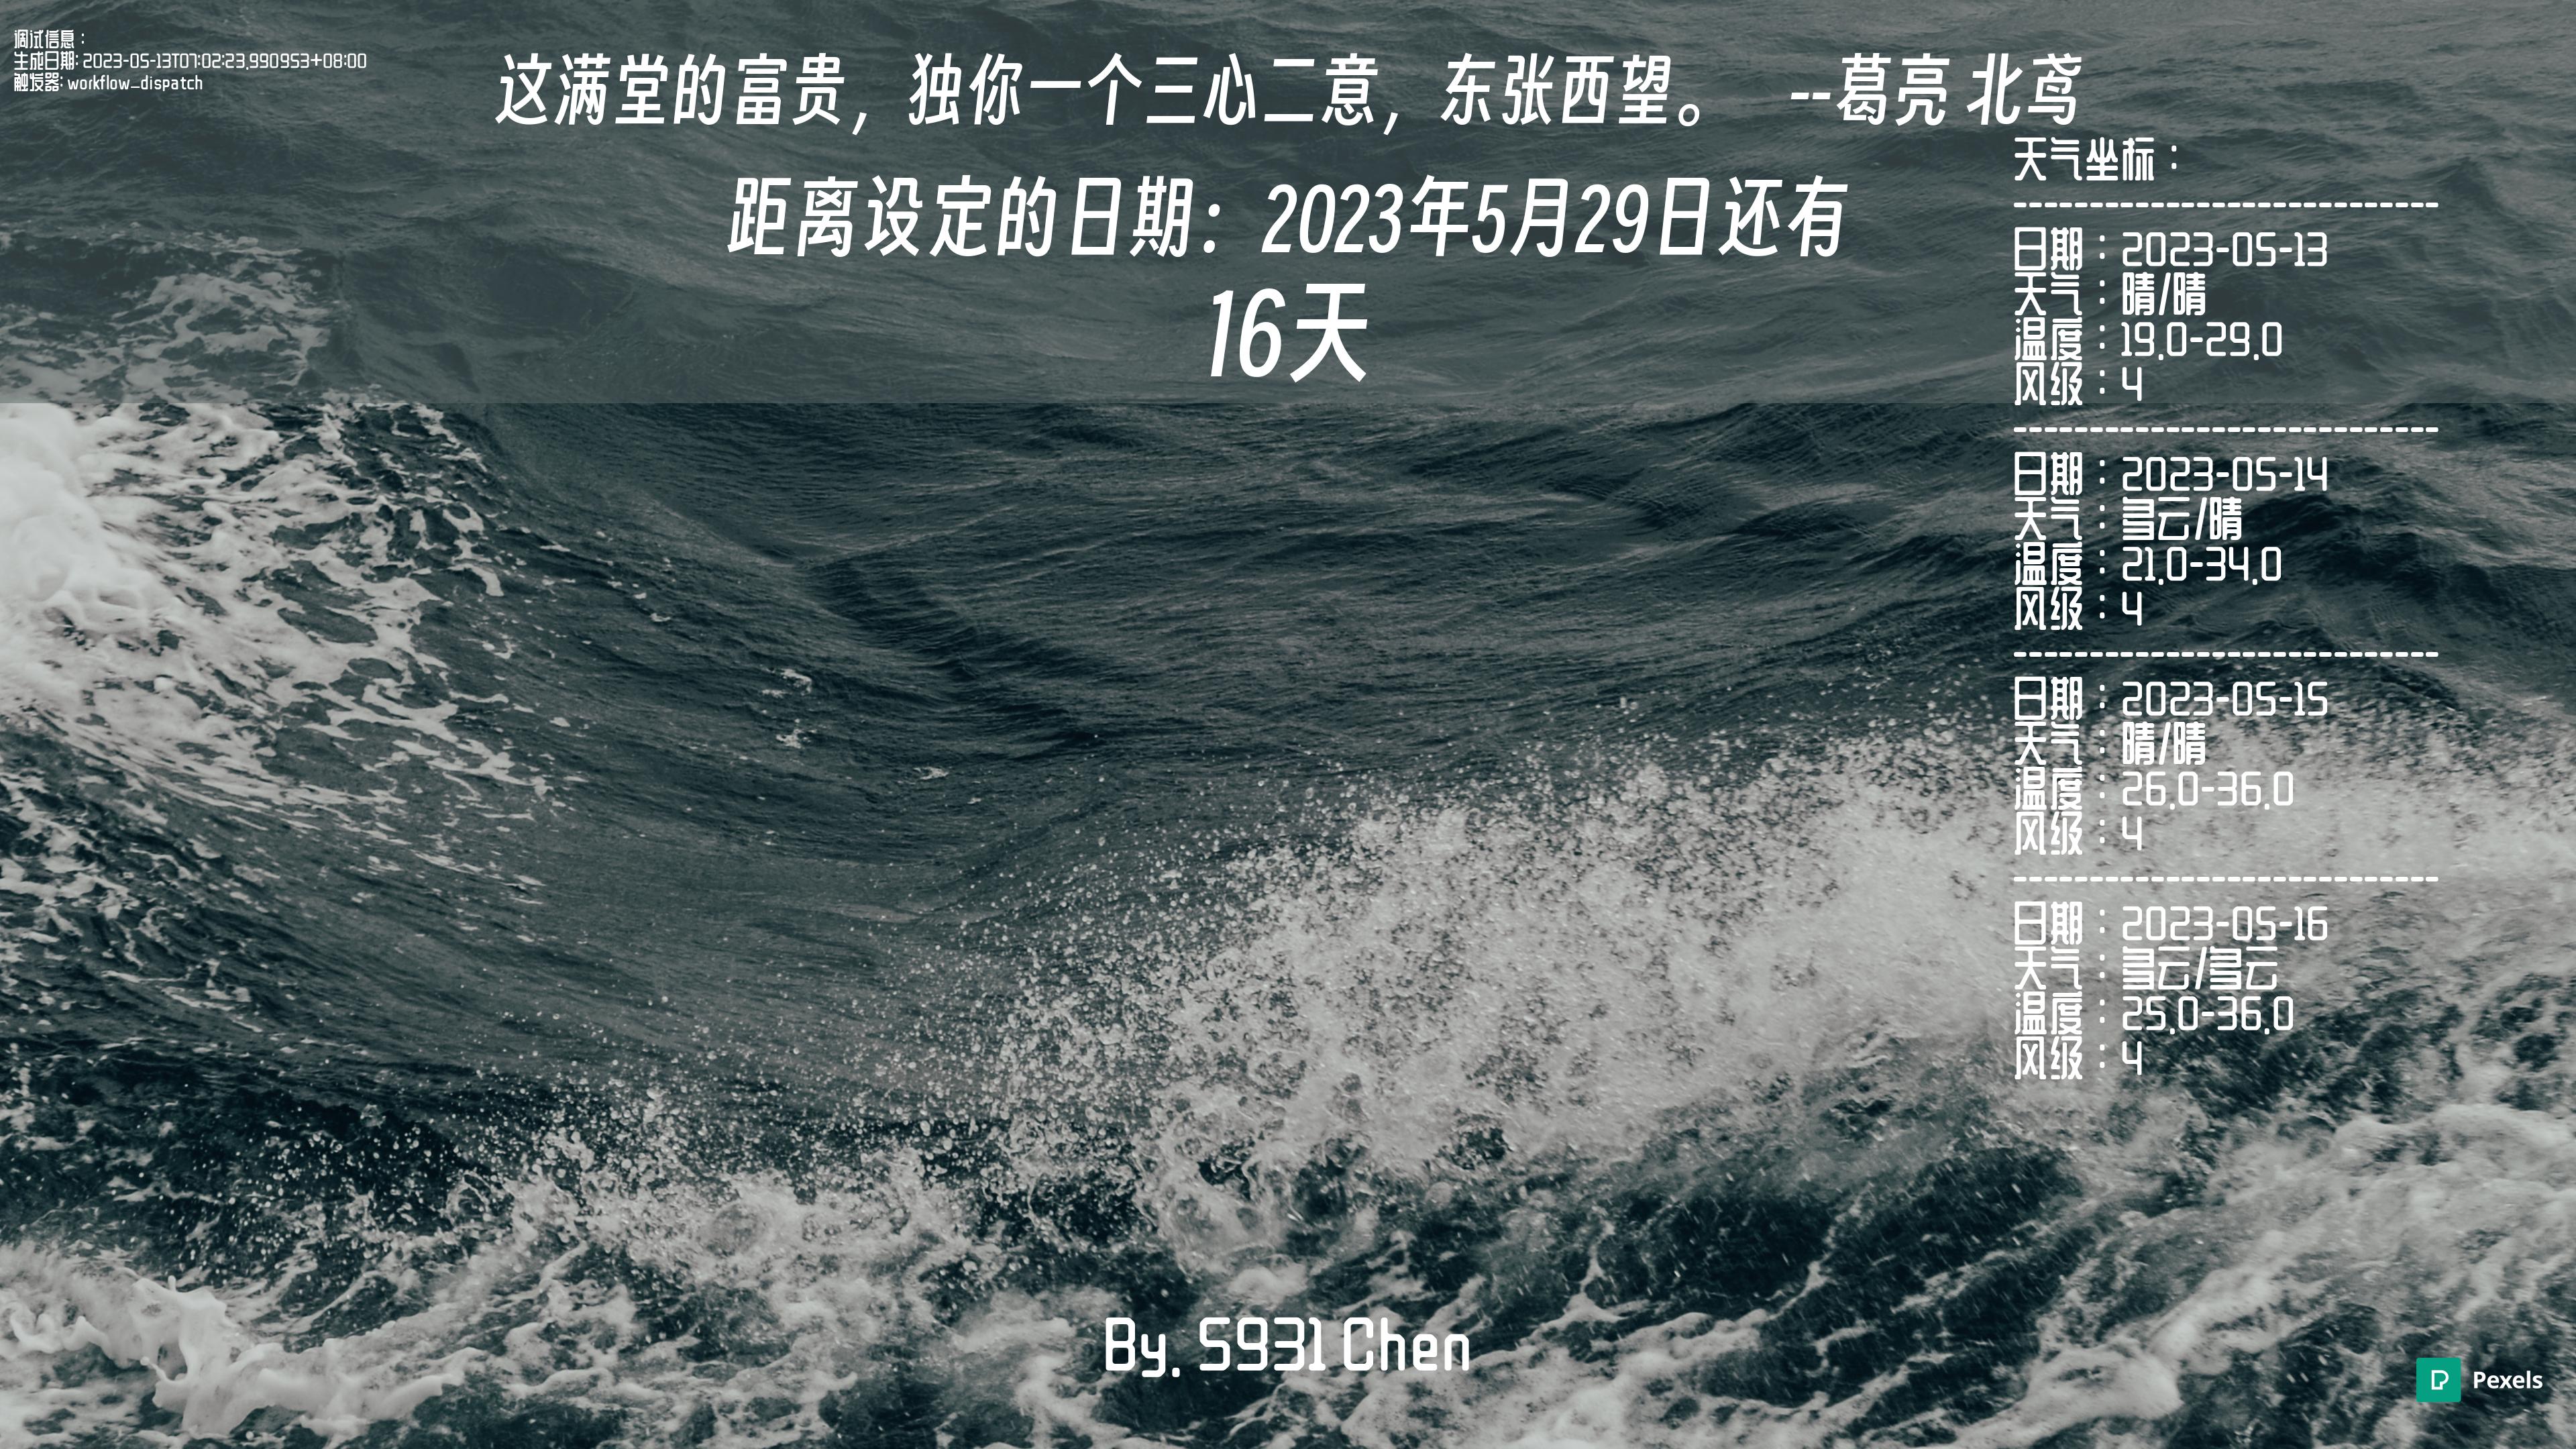 调试信息：
生成日期: 2023-05-13T07:02:23.990953+08:00
触发器: workflow_dispatch
这满堂的富贵，独你一个三心二意，东张西望。 --葛亮 北鸢
距离设定的日期：2023年5月29日还有
16天
天气坐标：
----------------------------
日期：2023-05-13
天气：晴/晴
温度：19.0-29.0
风级：4
----------------------------
日期：2023-05-14
天气：多云/晴
温度：21.0-34.0
风级：4
----------------------------
日期：2023-05-15
天气：晴/晴
温度：26.0-36.0
风级：4
----------------------------
日期：2023-05-16
天气：多云/多云
温度：25.0-36.0
风级：4
By. S931 Chen
Pexels